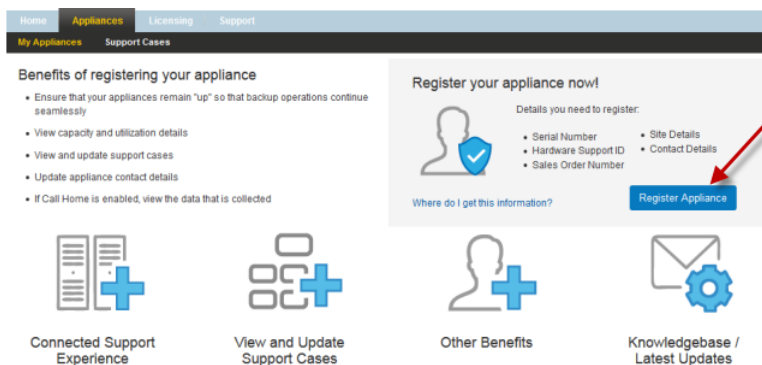 Home Appliances Licensing Support
My Appliances Support Cases
Benefits of registering your appliance
• Ensure that your appliances remain "up" so that backup operations continue
seamlessly
• View capacity and utilization details
• View and update support cases
• Update appliance contact details
• If Call Home is enabled, view the data that is collected
Register your appliance now!
Details you need to register:
• Serial Number
• Hardware Support ID
• Sales Order Number
• Site Details
• Contact Details
Where do I get this information?
Register Appliance
Connected Support
Experience
View and Update
Support Cases
Other Benefits
Knowledgebase /
Latest Updates